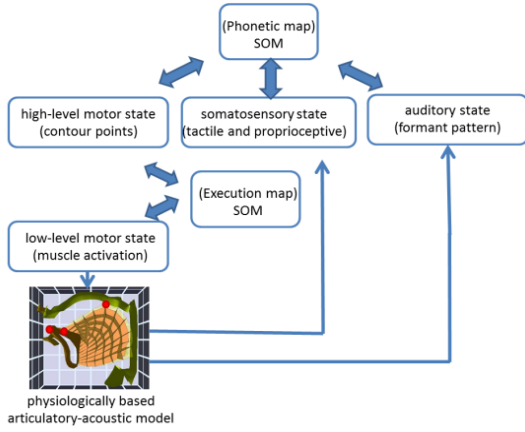 (Phonetic map)
SOM
high-level motor state
(contour points)
somatosensory state
(tactile and proprioceptive)
auditory state
(formant pattern)
(Execution map)
SOM
low-level motor state
(muscle activation)
physiologically based
articulatory-acoustic model